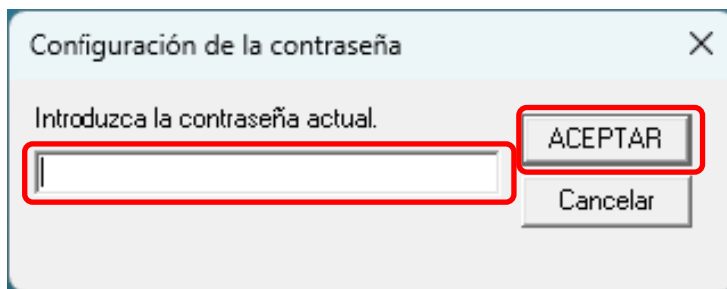 Configuración de la contraseña
Introduzca la contraseña actual.
ACEPTAR
Cancelar